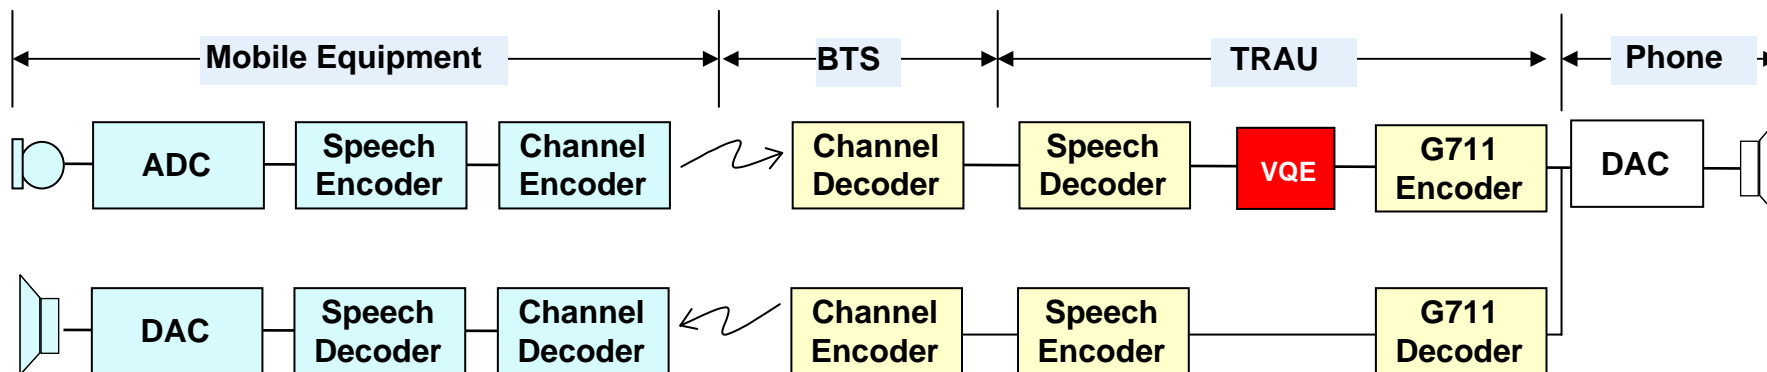 Mobile Equipment
BTS
TRAU
Phone
ADC
Speech
Encoder
Channel
Encoder
Channel
Decoder
Speech
Decoder
VQE
G711
Encoder
DAC
DAC
Speech
Decoder
Channel
Decoder
Channel
Encoder
Speech
Encoder
G711
Decoder